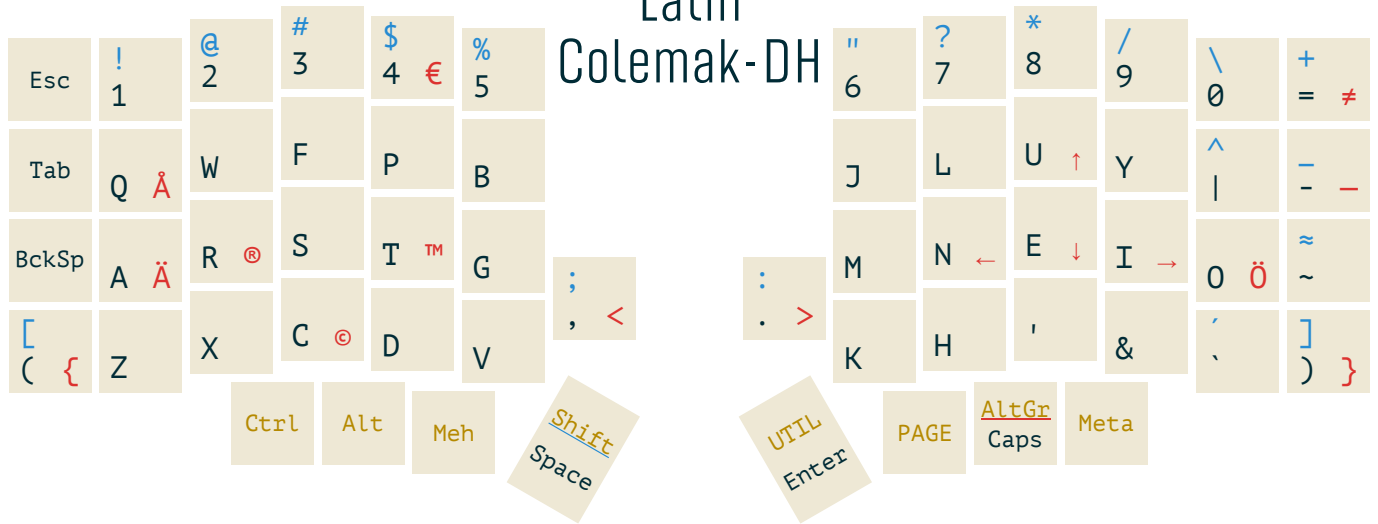 Latin
Colemak-DH
Esc
!
1
@
2
#
3
$
4 €
%
5
"
6
?
7
*
8
/
9
\
0
+
= ≠
Tab
Q Å
W
F
P
B
J
L
U ↑
Y
^
|
_
- —
BckSp
A Ä
R ®
S
T ™
G
;
, <
:
. >
M
N ←
E ↓
I →
O Ö
≈
~
[
( {
Z
X
C ©
D
V
K
H
'
&
´
`
]
) }
Ctrl
Alt
Meh
Shift
Space
UTIL
Enter
PAGE
AltGr
Caps
Meta